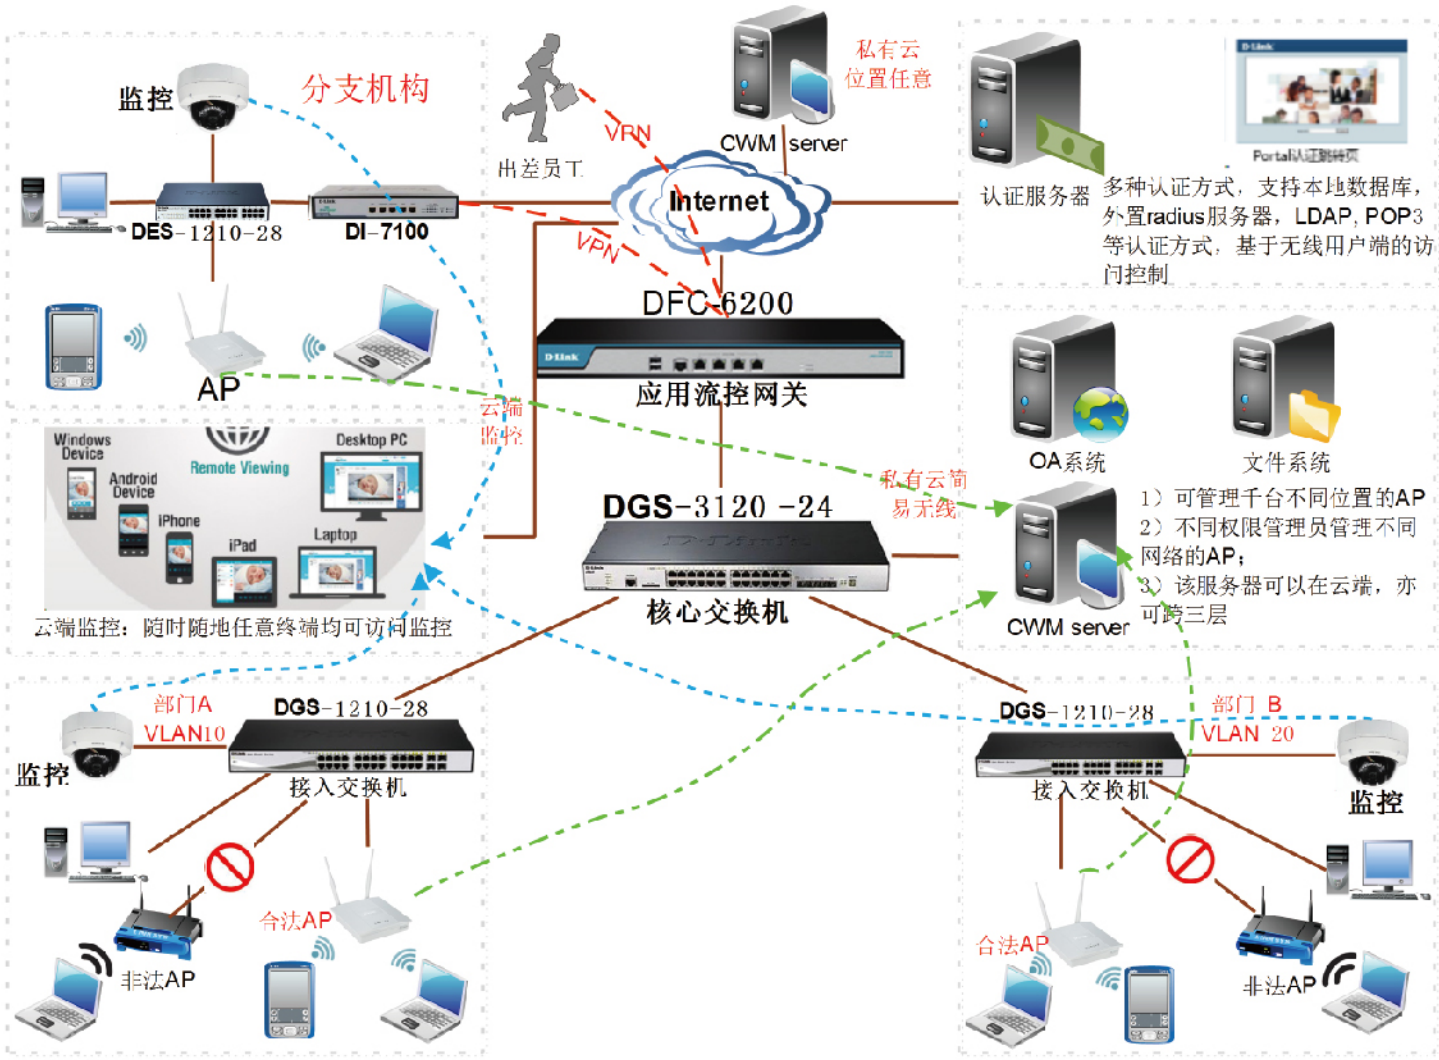 监控
分支机构
D-Link
DES-1210-28
DI-7100
AP
VPN
出差员工
私有云
位置任意
CWM server
Internet
VPN
DFC-6200
D-Link
应用流控网关
认证服务器
D-Link
Portal认证跳转页
多种认证方式，支持本地数据库，
外置radius服务器，LDAP, POP3
等认证方式，基于无线用户端的访
问控制
Windows
Device
Android
Device
iPhone
Remote Viewing
iPad
Desktop PC
Laptop
云端监控：随时随地任意终端均可访问监控
云端
监控
DGS-3120 -24
D-Link
核心交换机
私有云简
易无线
OA系统
文件系统
CWM server
1）可管理千台不同位置的AP
2）不同权限管理员管理不同
网络的AP；
3）该服务器可以在云端，亦
可跨三层
部门A
VLAN10
DGS-1210-28
监控
接入交换机
合法AP
LINKSYS
非法AP
DGS-1210-28
部门 B
VLAN 20
接入交换机
监控
合法AP
非法AP